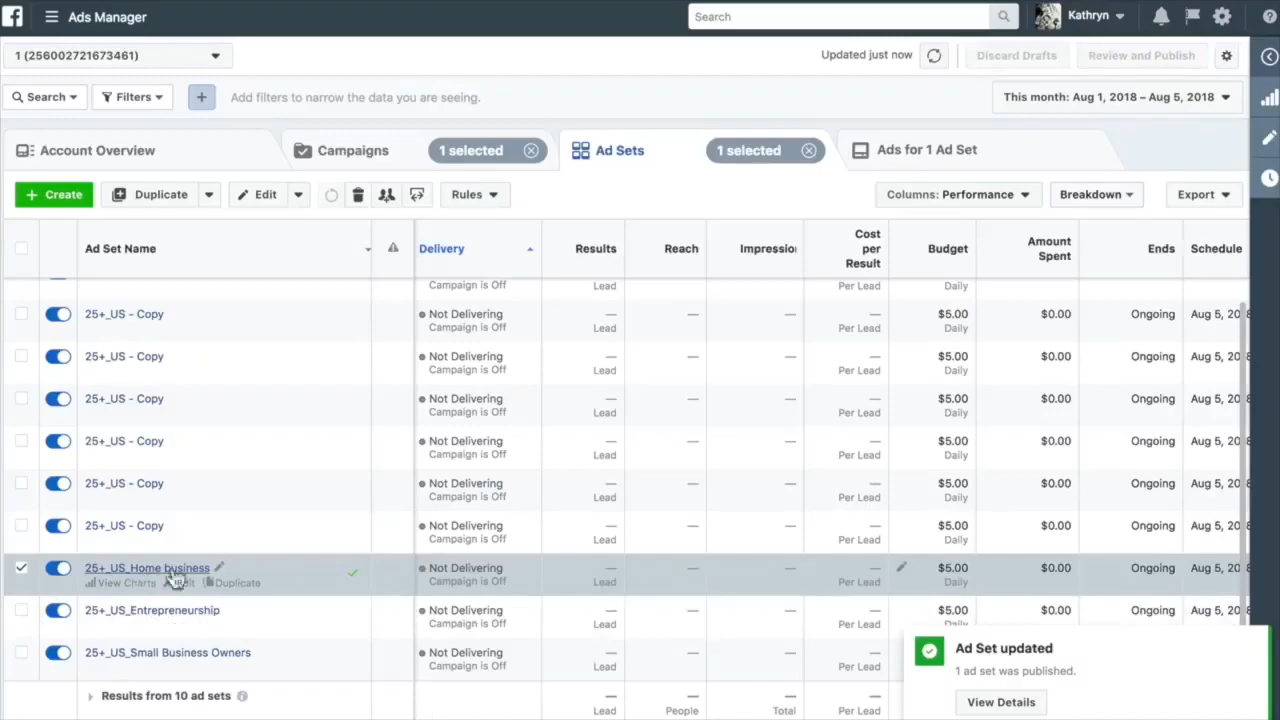 Ads Manager
Search
Kathryn
1 (256002721673461)
Updated just now
Discard Drafts
Review and Publish
Search
Filters
Add filters to narrow the data you are seeing.
This month: Aug 1, 2018 – Aug 5, 2018
Account Overview
Campaigns
1 selected
Ad Sets
1 selected
Ads for 1 Ad Set
+ Create
Duplicate
Edit
Rules
Columns: Performance
Breakdown
Export
Ad Set Name
Delivery
Results
Reach
Impression
Cost per Result
Budget
Amount Spent
Ends
Schedule
Campaign is Off
Lead
Per Lead
Daily
25+_US - Copy
Not Delivering
Campaign is Off
—
Lead
—
—
—
Per Lead
$5.00
Daily
$0.00
Ongoing
Aug 5, 20
25+_US - Copy
Not Delivering
Campaign is Off
—
Lead
—
—
—
Per Lead
$5.00
Daily
$0.00
Ongoing
Aug 5, 20
25+_US - Copy
Not Delivering
Campaign is Off
—
Lead
—
—
—
Per Lead
$5.00
Daily
$0.00
Ongoing
Aug 5, 20
25+_US - Copy
Not Delivering
Campaign is Off
—
Lead
—
—
—
Per Lead
$5.00
Daily
$0.00
Ongoing
Aug 5, 20
25+_US - Copy
Not Delivering
Campaign is Off
—
Lead
—
—
—
Per Lead
$5.00
Daily
$0.00
Ongoing
Aug 5, 20
25+_US - Copy
Not Delivering
Campaign is Off
—
Lead
—
—
—
Per Lead
$5.00
Daily
$0.00
Ongoing
Aug 5, 20
25+_US_Home business
View Charts
Duplicate
Not Delivering
Campaign is Off
—
Lead
—
—
—
Per Lead
$5.00
Daily
$0.00
Ongoing
Aug 5, 20
25+_US_Entrepreneurship
Not Delivering
Campaign is Off
—
Lead
—
—
—
Per Lead
$5.00
Daily
$0.00
Ongoing
Aug 5, 20
25+_US_Small Business Owners
Not Delivering
Campaign is Off
—
Lead
—
—
—
Per Lead
Results from 10 ad sets
—
Lead
—
People
—
Total
—
Per Lead
Ad Set updated
1 ad set was published.
View Details